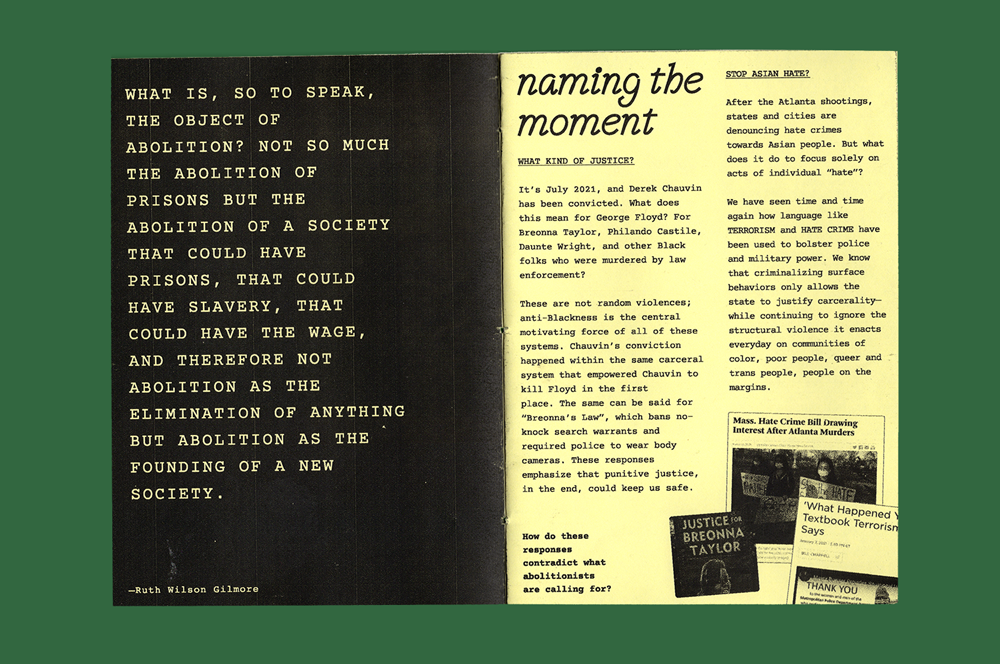 WHAT IS, SO TO SPEAK,
THE OBJECT OF
ABOLITION? NOT SO MUCH
THE ABOLITION OF
PRISONS BUT THE
ABOLITION OF A SOCIETY
THAT COULD HAVE
PRISONS, THAT COULD
HAVE SLAVERY, THAT
COULD HAVE THE WAGE,
AND THEREFORE NOT
ABOLITION AS THE
ELIMINATION OF ANYTHING
BUT ABOLITION AS THE
FOUNDING OF A NEW
SOCIETY.
—Ruth Wilson Gilmore
naming the
moment
WHAT KIND OF JUSTICE?
It's July 2021, and Derek Chauvin
has been convicted. What does
this mean for George Floyd? For
Breonna Taylor, Philando Castile,
Daunte Wright, and other Black
folks who were murdered by law
enforcement?
These are not random violences;
anti-Blackness is the central
motivating force of all of these
systems. Chauvin's conviction
happened within the same carceral
system that empowered Chauvin to
kill Floyd in the first
place. The same can be said for
“Breonna's Law”, which bans no-
knock search warrants and
required police to wear body
cameras. These responses
emphasize that punitive justice,
in the end, could keep us safe.
How do these
responses
contradict what
abolitionists
are calling for?
STOP ASIAN HATE?
After the Atlanta shootings,
states and cities are
denouncing hate crimes
towards Asian people. But what
does it do to focus solely on
acts of individual “hate”?
We have seen time and time
again how language like
TERRORISM and HATE CRIME have
been used to bolster police
and military power. We know
that criminalizing surface
behaviors only allows the
state to justify carcerality—
while continuing to ignore the
structural violence it enacts
everyday on communities of
color, poor people, queer and
trans people, people on the
margins.
Mass. Hate Crime Bill Drawing
Interest After Atlanta Murders
JUSTICE FOR
BREONNA
TAYLOR
'What Happened Y
Textbook Terrorism
Says
BILL CHAPPELL
THANK YOU
to the women and men of the
Metropolitan Police Department